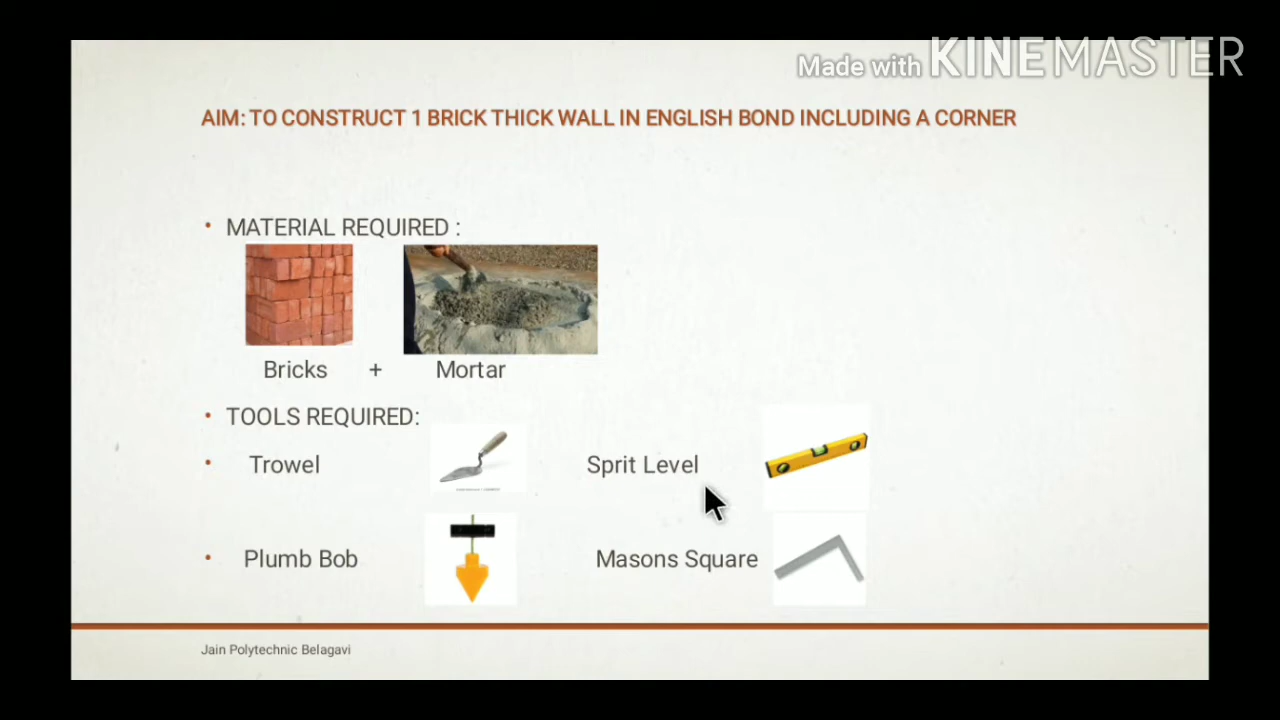 Made with KINEMASTER
AIM: TO CONSTRUCT 1 BRICK THICK WALL IN ENGLISH BOND INCLUDING A CORNER
• MATERIAL REQUIRED :
Bricks + Mortar
• TOOLS REQUIRED:
• Trowel Sprit Level
• Plumb Bob Masons Square
Jain Polytechnic Belagavi